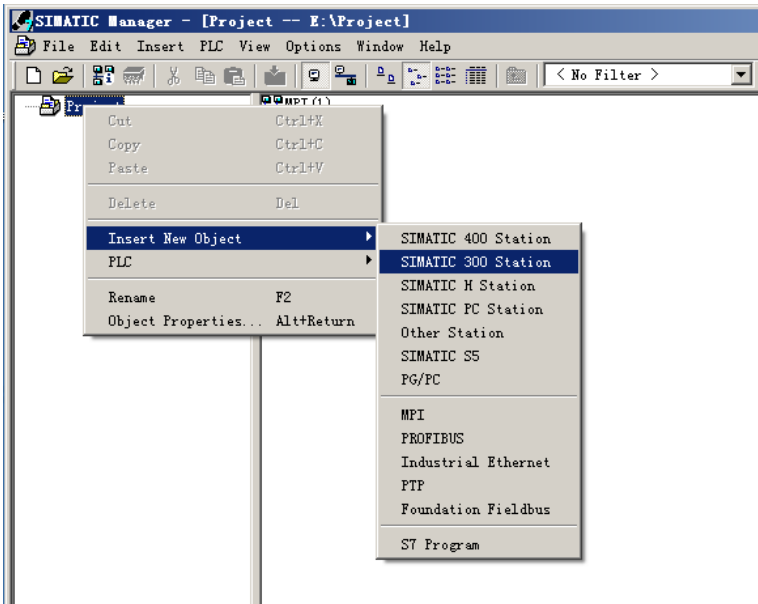 SIMATIC Manager - [Project -- E:\Project]
File Edit Insert PLC View Options Window Help
< No Filter >
MPI(1)
Cut Ctrl+X
Copy Ctrl+C
Paste Ctrl+V
Delete Del
Insert New Object
PLC
Rename F2
Object Properties... Alt+Return
SIMATIC 400 Station
SIMATIC 300 Station
SIMATIC H Station
SIMATIC PC Station
Other Station
SIMATIC S5
PG/PC
MPI
PROFIBUS
Industrial Ethernet
PTP
Foundation Fieldbus
S7 Program